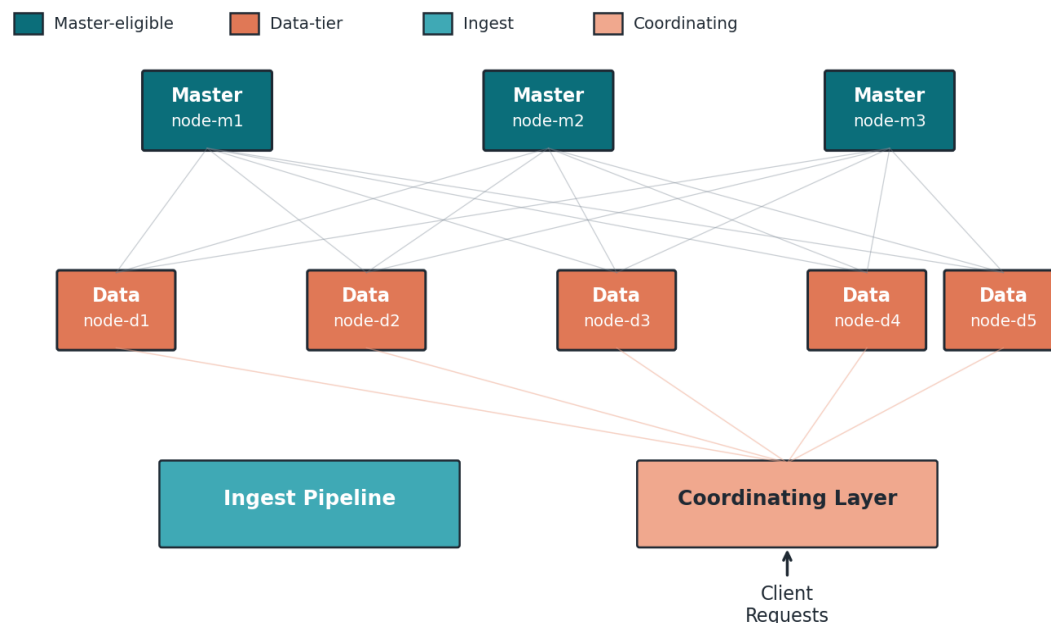 Master-eligible
Data-tier
Ingest
Coordinating
Master
node-m1
Master
node-m2
Master
node-m3
Data
node-d1
Data
node-d2
Data
node-d3
Data
node-d4
Data
node-d5
Ingest Pipeline
Coordinating Layer
Client
Requests